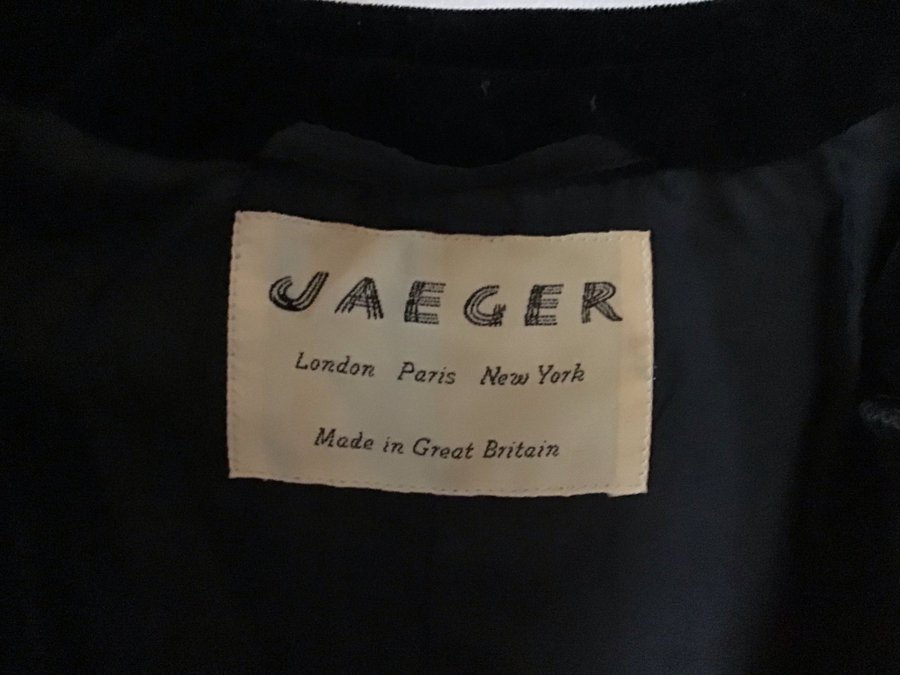 JAEGER
London Paris New York
Made in Great Britain